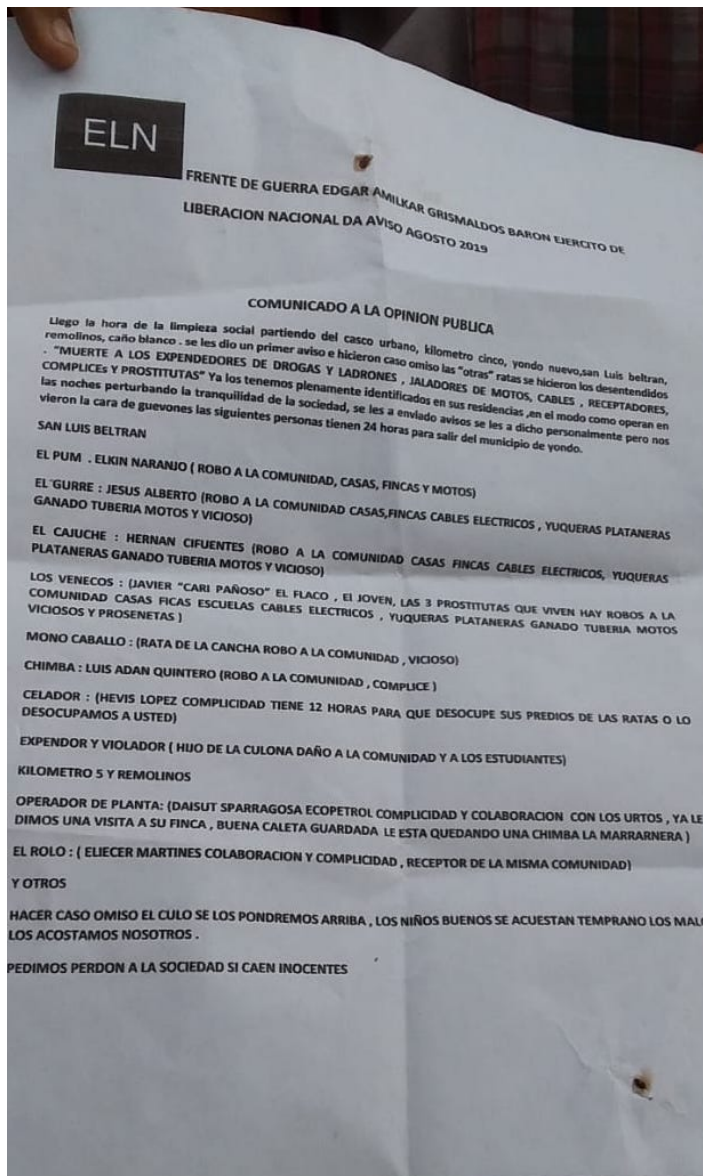 ELN
FRENTE DE GUERRA EDGAR AMILKAR GRISMALDOS BARON EJERCITO DE
LIBERACION NACIONAL DA AVISO AGOSTO 2019
COMUNICADO A LA OPINION PUBLICA
Llego la hora de la limpieza social partiendo del casco urbano, kilometro cinco, yondo nuevo,san Luis beltran,
remolinos, caño blanco . se les dio un primer aviso e hicieron caso omiso las "otras" ratas se hicieron los desentendidos
. "MUERTE A LOS EXPENDEDORES DE DROGAS Y LADRONES , JALADORES DE MOTOS, CABLES , RECEPTADORES,
COMPLICEs Y PROSTITUTAS" Ya los tenemos plenamente identificados en sus residencias ,en el modo como operan en
las noches perturbando la tranquilidad de la sociedad, se les a enviado avisos se les a dicho personalmente pero nos
vieron la cara de guevones las siguientes personas tienen 24 horas para salir del municipio de yondo.
SAN LUIS BELTRAN
EL PUM . ELKIN NARANJO ( ROBO A LA COMUNIDAD, CASAS, FINCAS Y MOTOS)
EL GURRE : JESUS ALBERTO (ROBO A LA COMUNIDAD CASAS,FINCAS CABLES ELECTRICOS , YUQUERAS PLATANERAS
GANADO TUBERIA MOTOS Y VICIOSO)
EL CAJUCHE : HERNAN CIFUENTES (ROBO A LA COMUNIDAD CASAS FINCAS CABLES ELECTRICOS, YUQUERAS
PLATANERAS GANADO TUBERIA MOTOS Y VICIOSO)
LOS VENECOS : (JAVIER "CARI PAÑOSO" EL FLACO , EL JOVEN, LAS 3 PROSTITUTAS QUE VIVEN HAY ROBOS A LA
COMUNIDAD CASAS FICAS ESCUELAS CABLES ELECTRICOS , YUQUERAS PLATANERAS GANADO TUBERIA MOTOS
VICIOSOS Y PROSENETAS )
MONO CABALLO : (RATA DE LA CANCHA ROBO A LA COMUNIDAD , VICIOSO)
CHIMBA : LUIS ADAN QUINTERO (ROBO A LA COMUNIDAD , COMPLICE )
CELADOR : (HEVIS LOPEZ COMPLICIDAD TIENE 12 HORAS PARA QUE DESOCUPE SUS PREDIOS DE LAS RATAS O LO
DESOCUPAMOS A USTED)
EXPENDOR Y VIOLADOR ( HIJO DE LA CULONA DAÑO A LA COMUNIDAD Y A LOS ESTUDIANTES)
KILOMETRO 5 Y REMOLINOS
OPERADOR DE PLANTA: (DAISUT SPARRAGOSA ECOPETROL COMPLICIDAD Y COLABORACION CON LOS URTOS , YA LE
DIMOS UNA VISITA A SU FINCA , BUENA CALETA GUARDADA LE ESTA QUEDANDO UNA CHIMBA LA MARRARNERA )
EL ROLO : ( ELIECER MARTINES COLABORACION Y COMPLICIDAD , RECEPTOR DE LA MISMA COMUNIDAD)
Y OTROS
HACER CASO OMISO EL CULO SE LOS PONDREMOS ARRIBA , LOS NIÑOS BUENOS SE ACUESTAN TEMPRANO LOS
LOS ACOSTAMOS NOSOTROS .
PEDIMOS PERDON A LA SOCIEDAD SI CAEN INOCENTES